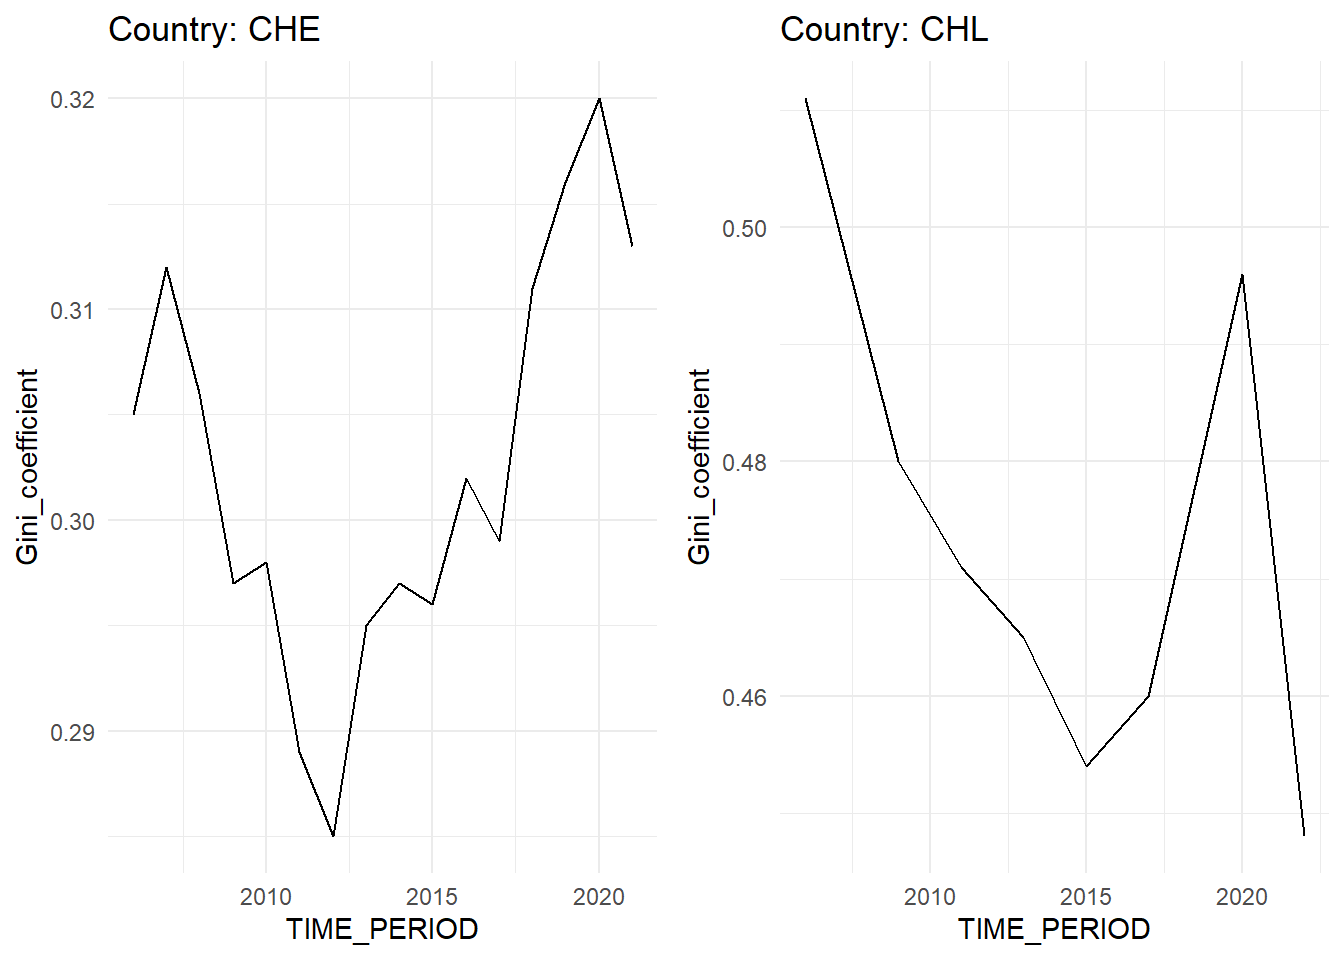 Country: CHE
0.32
0.31
0.30
0.29
Gini_coefficient
2010 2015 2020
TIME_PERIOD
Country: CHL
0.50
0.48
0.46
Gini_coefficient
2010 2015 2020
TIME_PERIOD